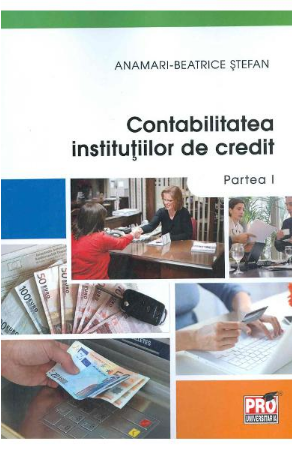 ANAMARI-BEATRICE ŞTEFAN
Contabilitatea
instituţiilor de credit
Partea I
PRO
UNIVERSITARIA